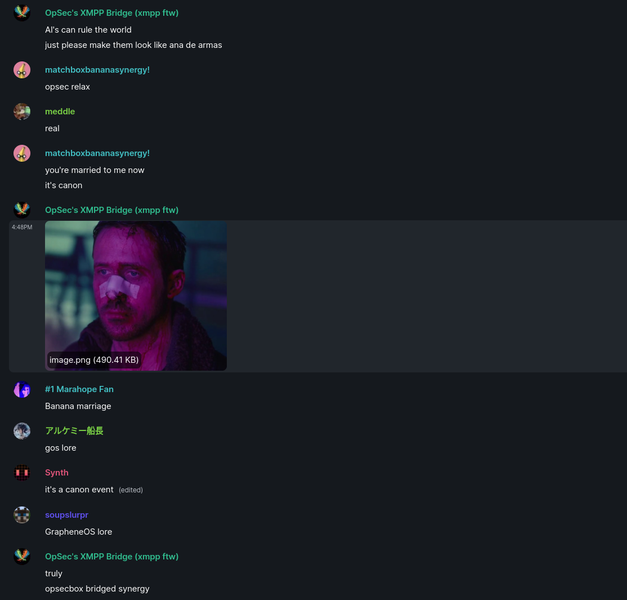 OpSec's XMPP Bridge (xmpp ftw)
AI's can rule the world
just please make them look like ana de armas
matchboxbananasynergy!
opsec relax
meddle
real
matchboxbananasynergy!
you're married to me now
it's canon
OpSec's XMPP Bridge (xmpp ftw)
4:48PM
image.png (490.41 KB)
#1 Marahope Fan
Banana marriage
アルケミー船長
gos lore
Synth
it's a canon event (edited)
soupslurpr
GrapheneOS lore
OpSec's XMPP Bridge (xmpp ftw)
truly
opsecbox bridged synergy